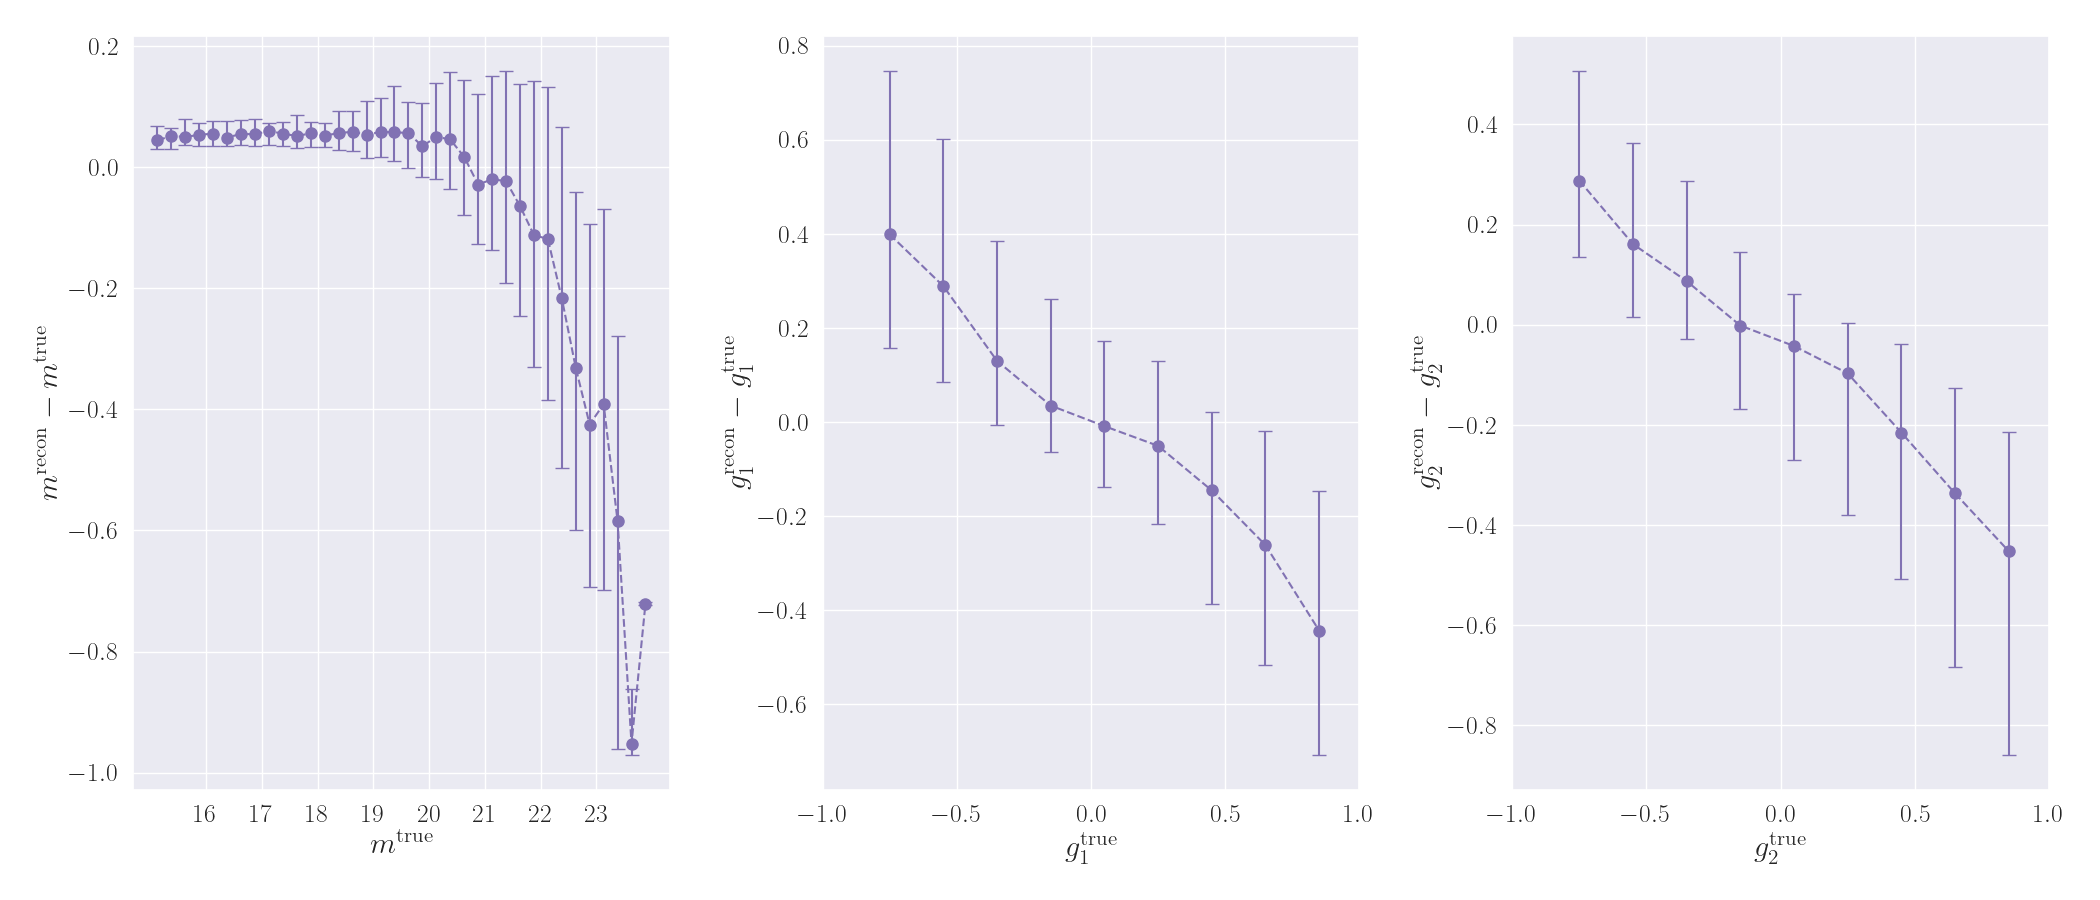 0.2
0.0
−0.2
−0.4
−0.6
−0.8
−1.0
16 17 18 19 20 21 22 23
m^true
m^recon − m^true
0.8
0.6
0.4
0.2
0.0
−0.2
−0.4
−0.6
−1.0 −0.5 0.0 0.5 1.0
g_1^true
g_1^recon − g_1^true
0.4
0.2
0.0
−0.2
−0.4
−0.6
−0.8
−1.0 −0.5 0.0 0.5 1.0
g_2^true
g_2^recon − g_2^true